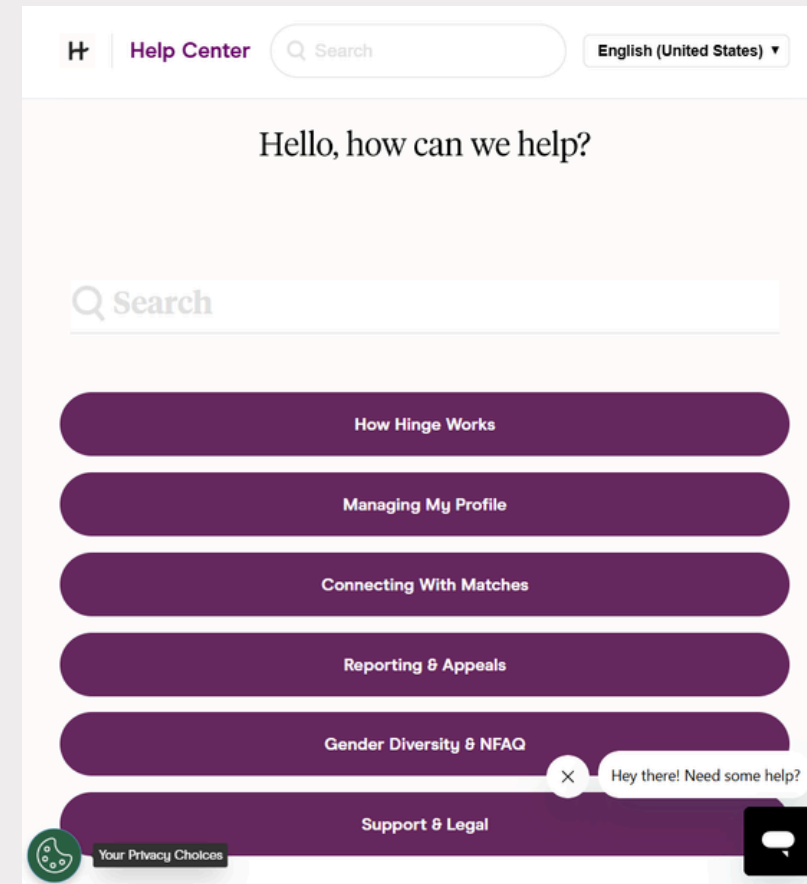 H
Help Center
Search
English (United States) ▼
Hello, how can we help?
Search
How Hinge Works
Managing My Profile
Connecting With Matches
Reporting & Appeals
Gender Diversity & NFAQ
Hey there! Need some help?
Support & Legal
Your Privacy Choices